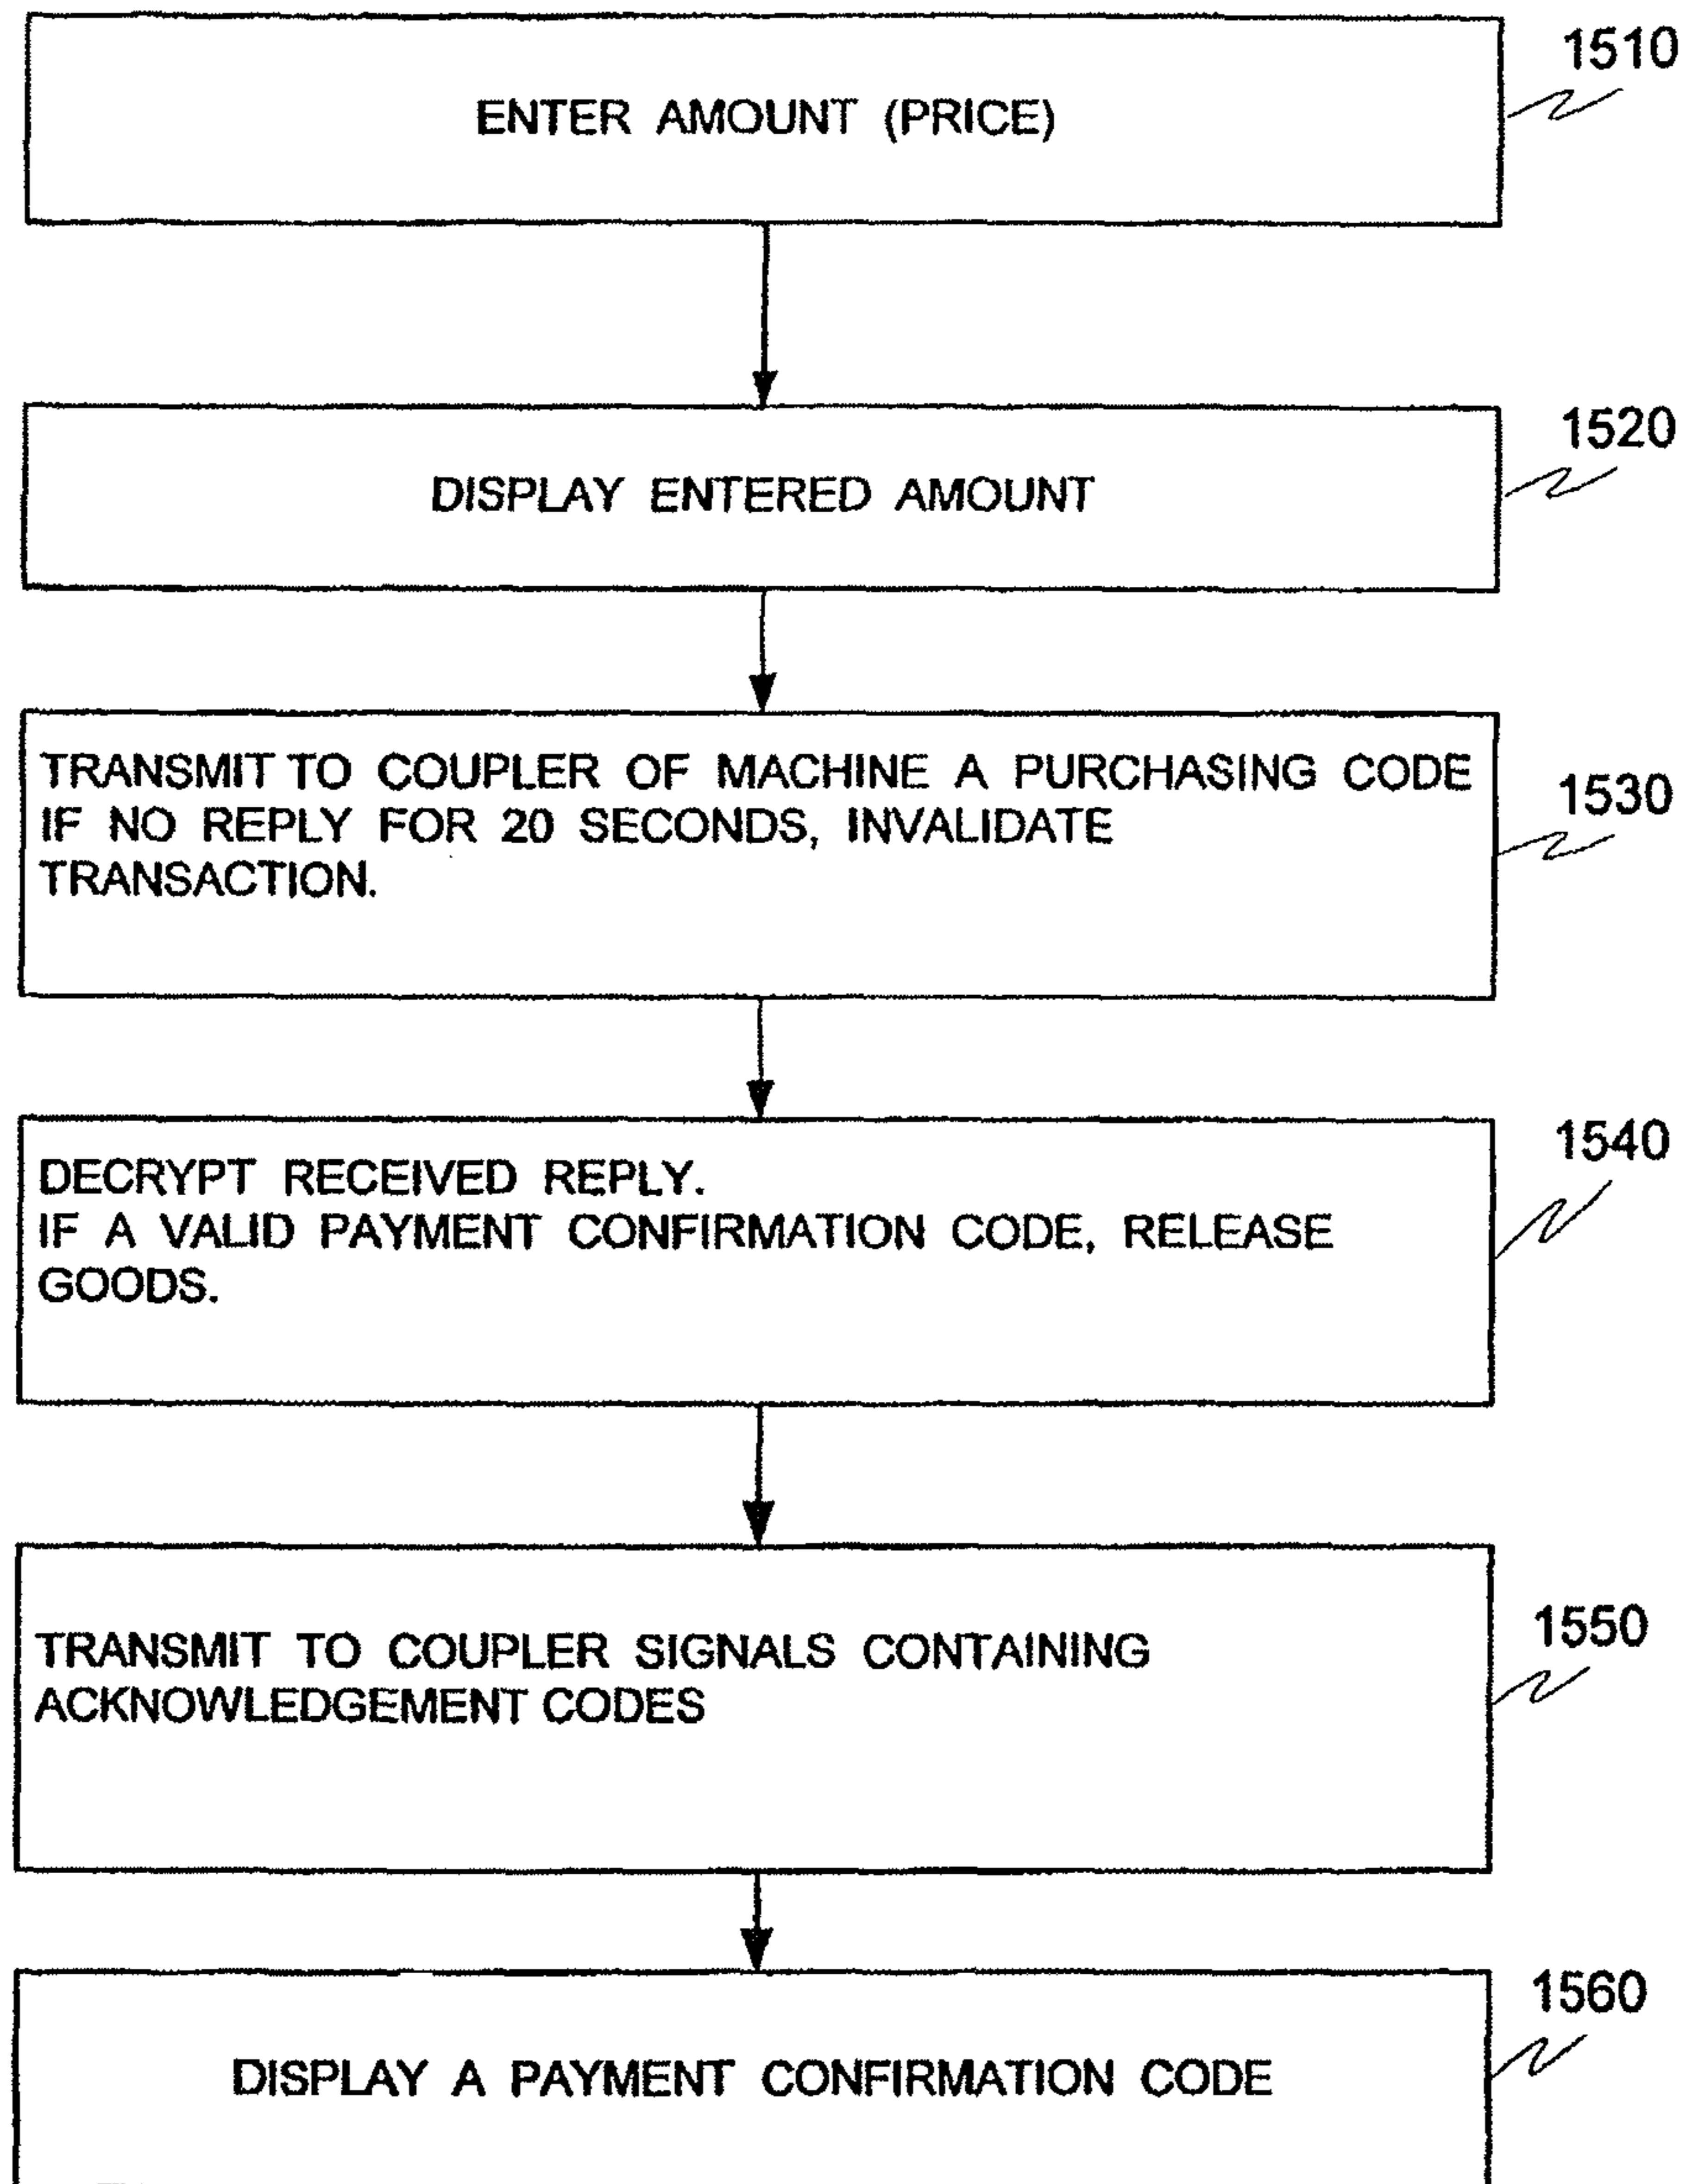 1510
ENTER AMOUNT (PRICE)
1520
DISPLAY ENTERED AMOUNT
1530
TRANSMIT TO COUPLER OF MACHINE A PURCHASING CODE
IF NO REPLY FOR 20 SECONDS, INVALIDATE
TRANSACTION.
1540
DECRYPT RECEIVED REPLY.
IF A VALID PAYMENT CONFIRMATION CODE, RELEASE
GOODS.
1550
TRANSMIT TO COUPLER SIGNALS CONTAINING
ACKNOWLEDGEMENT CODES
1560
DISPLAY A PAYMENT CONFIRMATION CODE